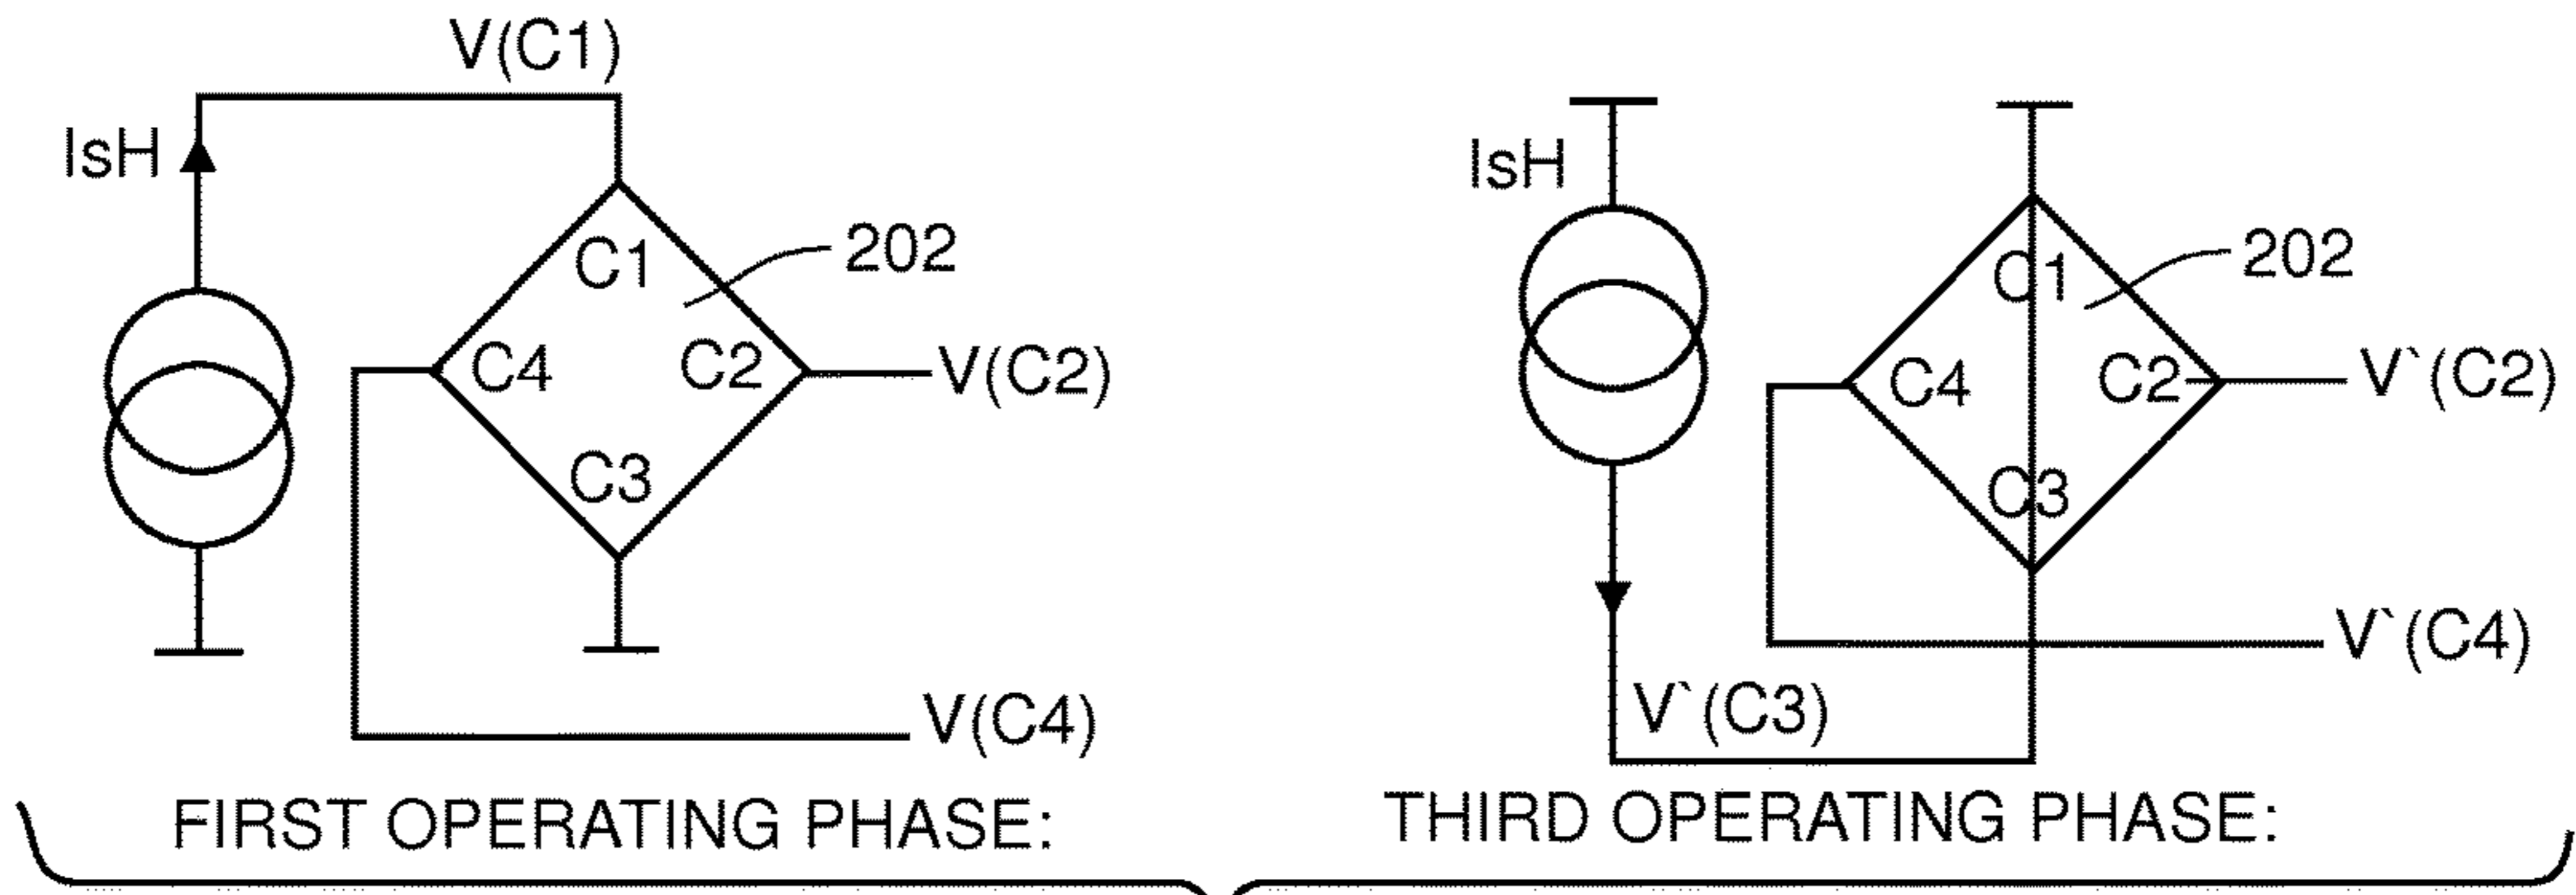 V(C1)
IsH
C1
202
C4
C2
V(C2)
C3
V(C4)
FIRST OPERATING PHASE:
IsH
C1
202
C4
C2
V`(C2)
C3
V`(C4)
V`(C3)
THIRD OPERATING PHASE: